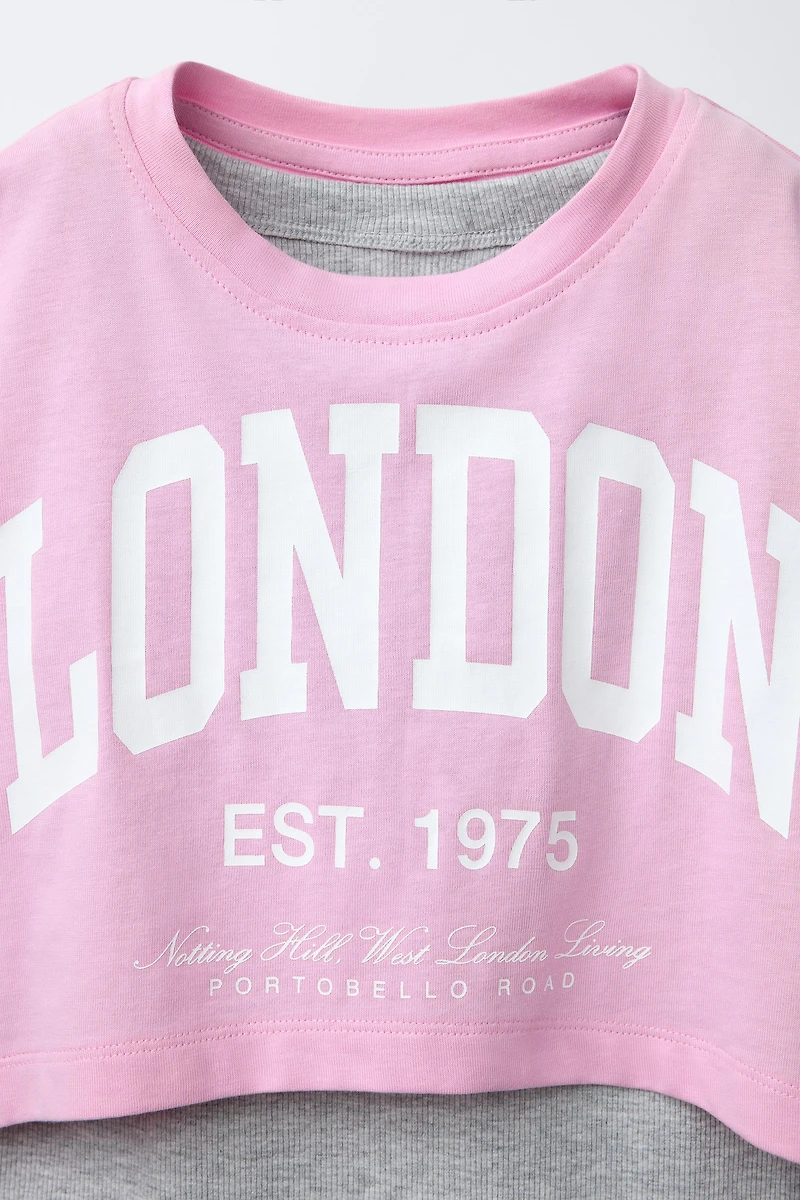 LONDON
EST. 1975
Notting Hill, West London Living
PORTOBELLO ROAD